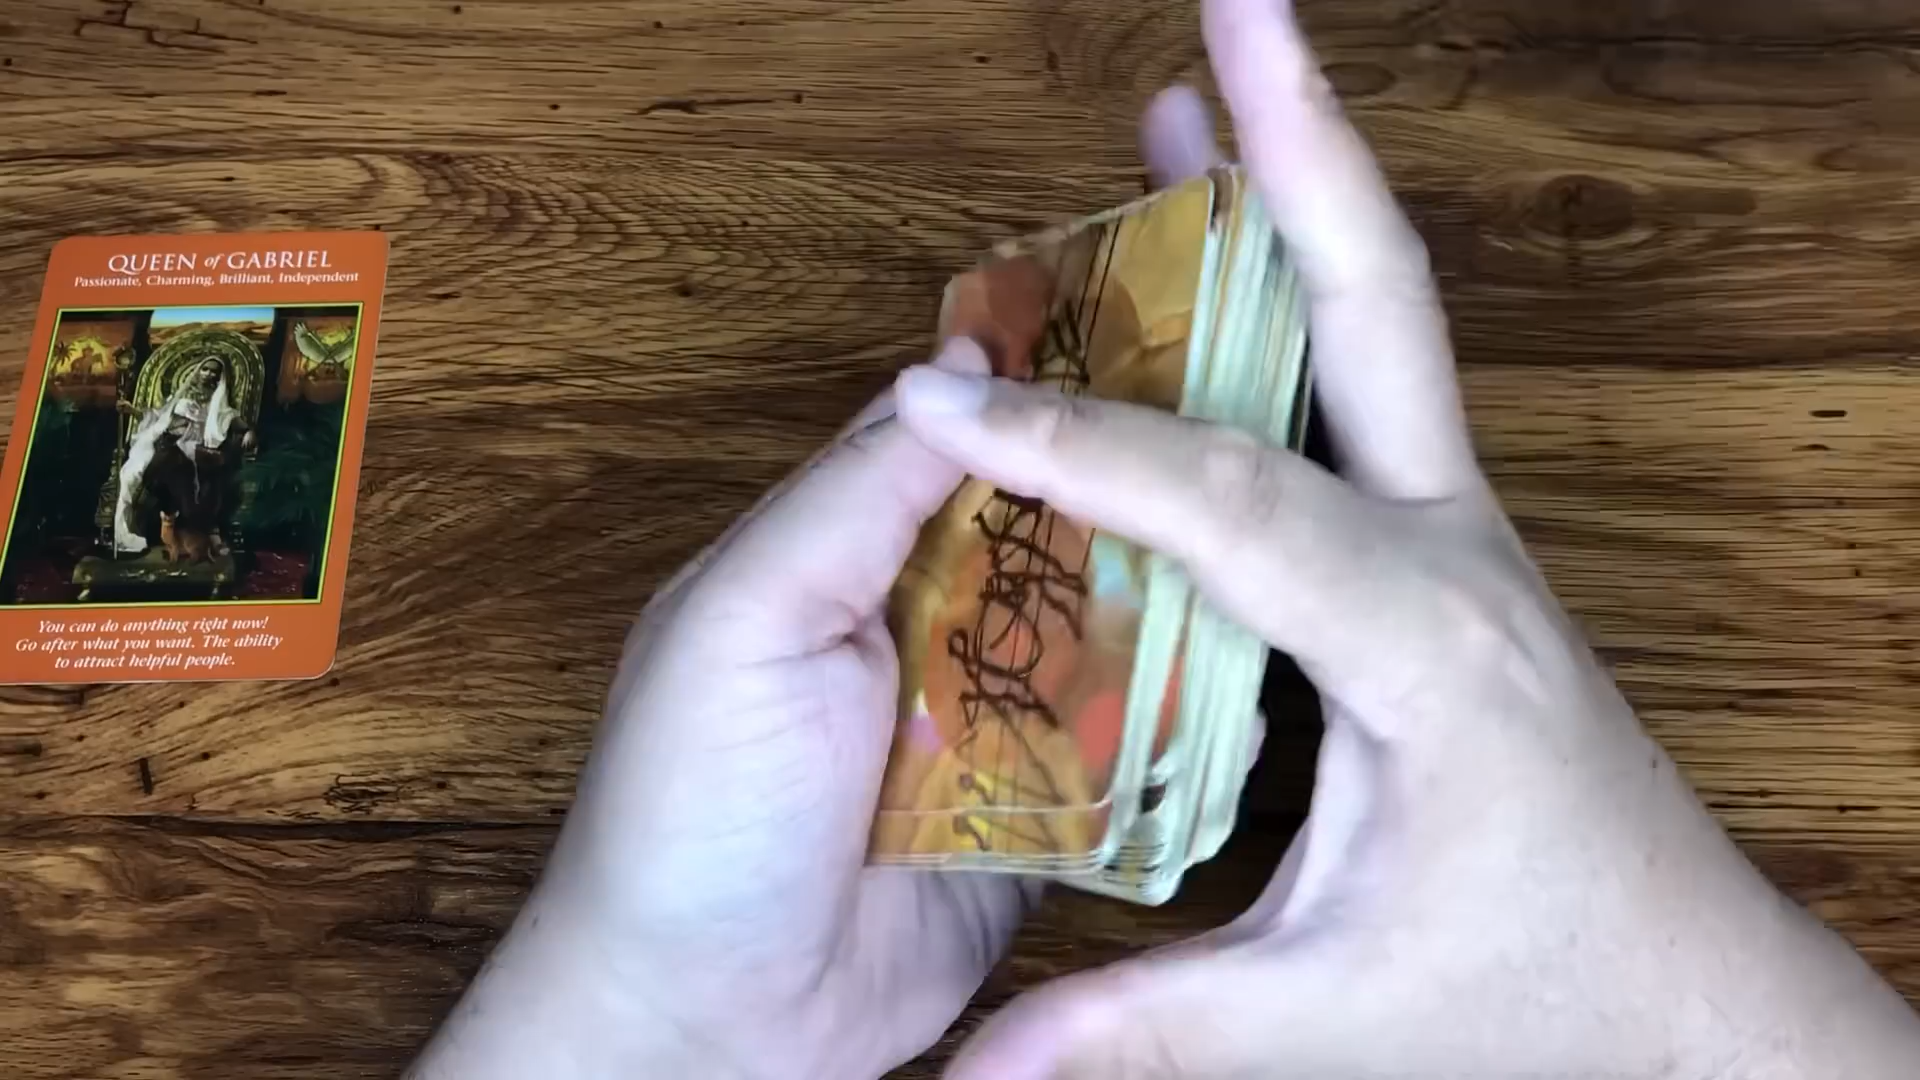 QUEEN of GABRIEL
Passionate, Charming, Brilliant, Independent
You can do anything right now!
Go after what you want. The ability
to attract helpful people.